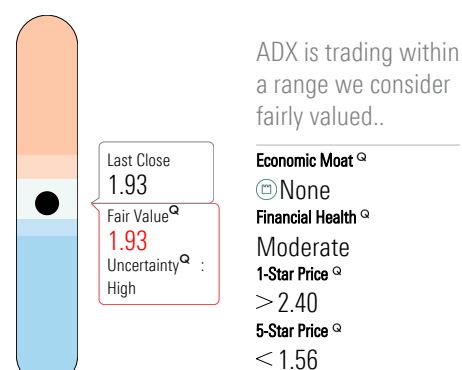 ADX is trading within
a range we consider
fairly valued..
Last Close
1.93
Fair Value Q
1.93
Uncertainty Q :
High
Economic Moat Q
None
Financial Health Q
Moderate
1-Star Price Q
>2.40
5-Star Price Q
<1.56